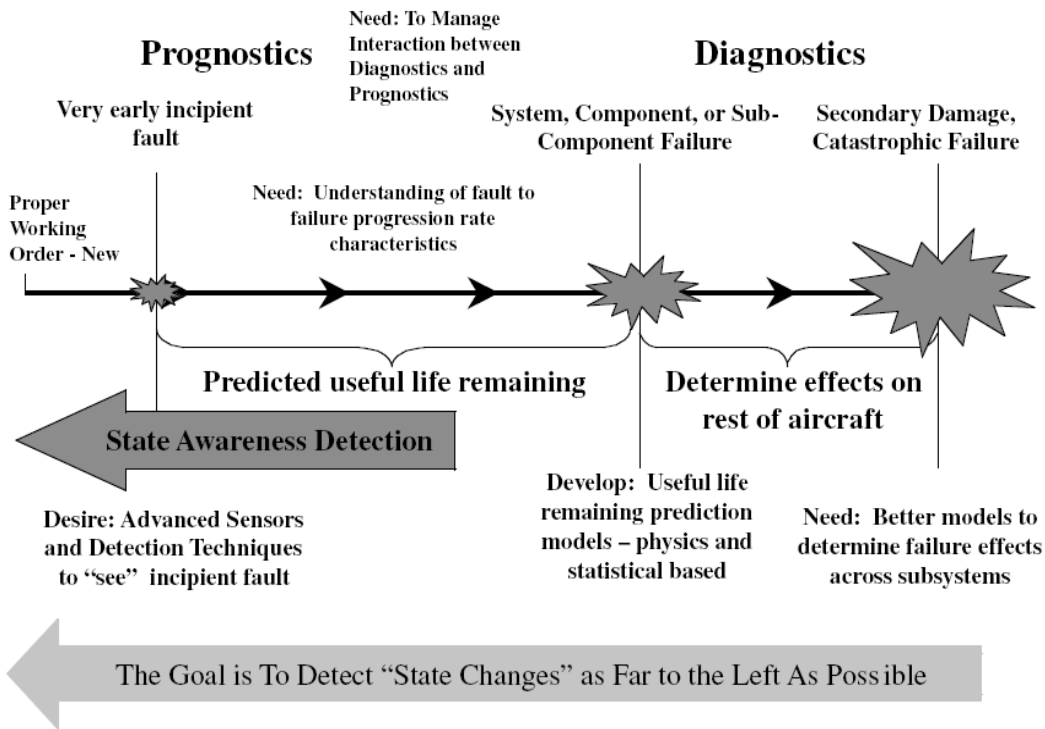 Need: To Manage
Interaction between
Diagnostics and
Prognostics
Prognostics
Diagnostics
Very early incipient
fault
System, Component, or Sub-
Component Failure
Secondary Damage,
Catastrophic Failure
Proper
Working
Order - New
Need: Understanding of fault to
failure progression rate
characteristics
Predicted useful life remaining
Determine effects on
rest of aircraft
State Awareness Detection
Desire: Advanced Sensors
and Detection Techniques
to “see” incipient fault
Develop: Useful life
remaining prediction
models – physics and
statistical based
Need: Better models to
determine failure effects
across subsystems
The Goal is To Detect “State Changes” as Far to the Left As Possible